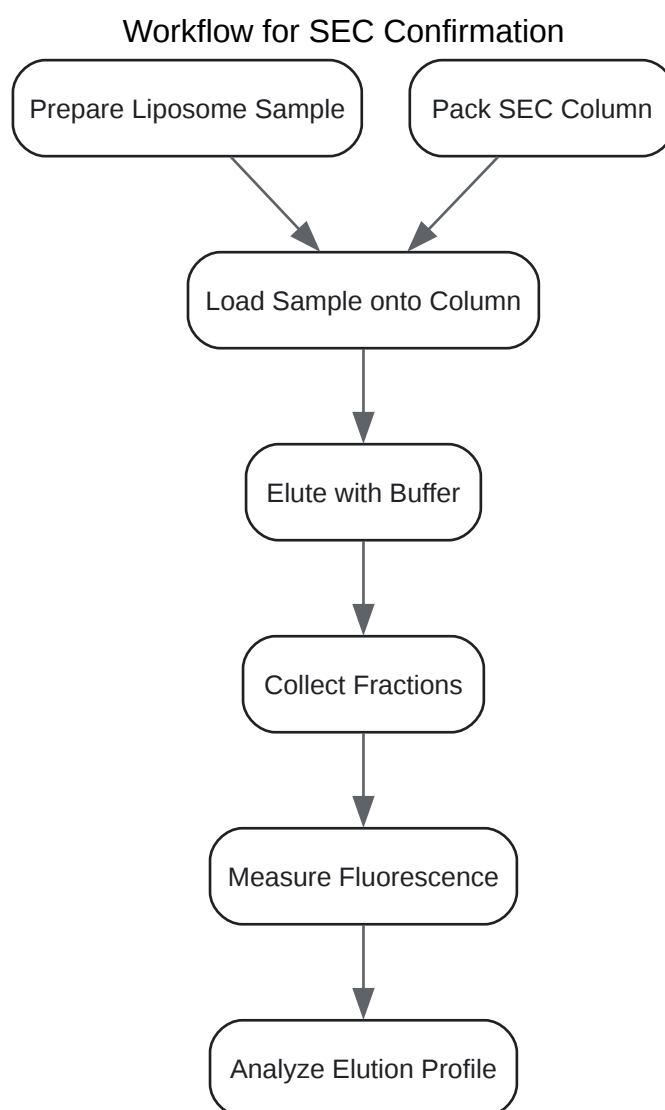 Workflow for SEC Confirmation
Prepare Liposome Sample
Pack SEC Column
Load Sample onto Column
Elute with Buffer
Collect Fractions
Measure Fluorescence
Analyze Elution Profile